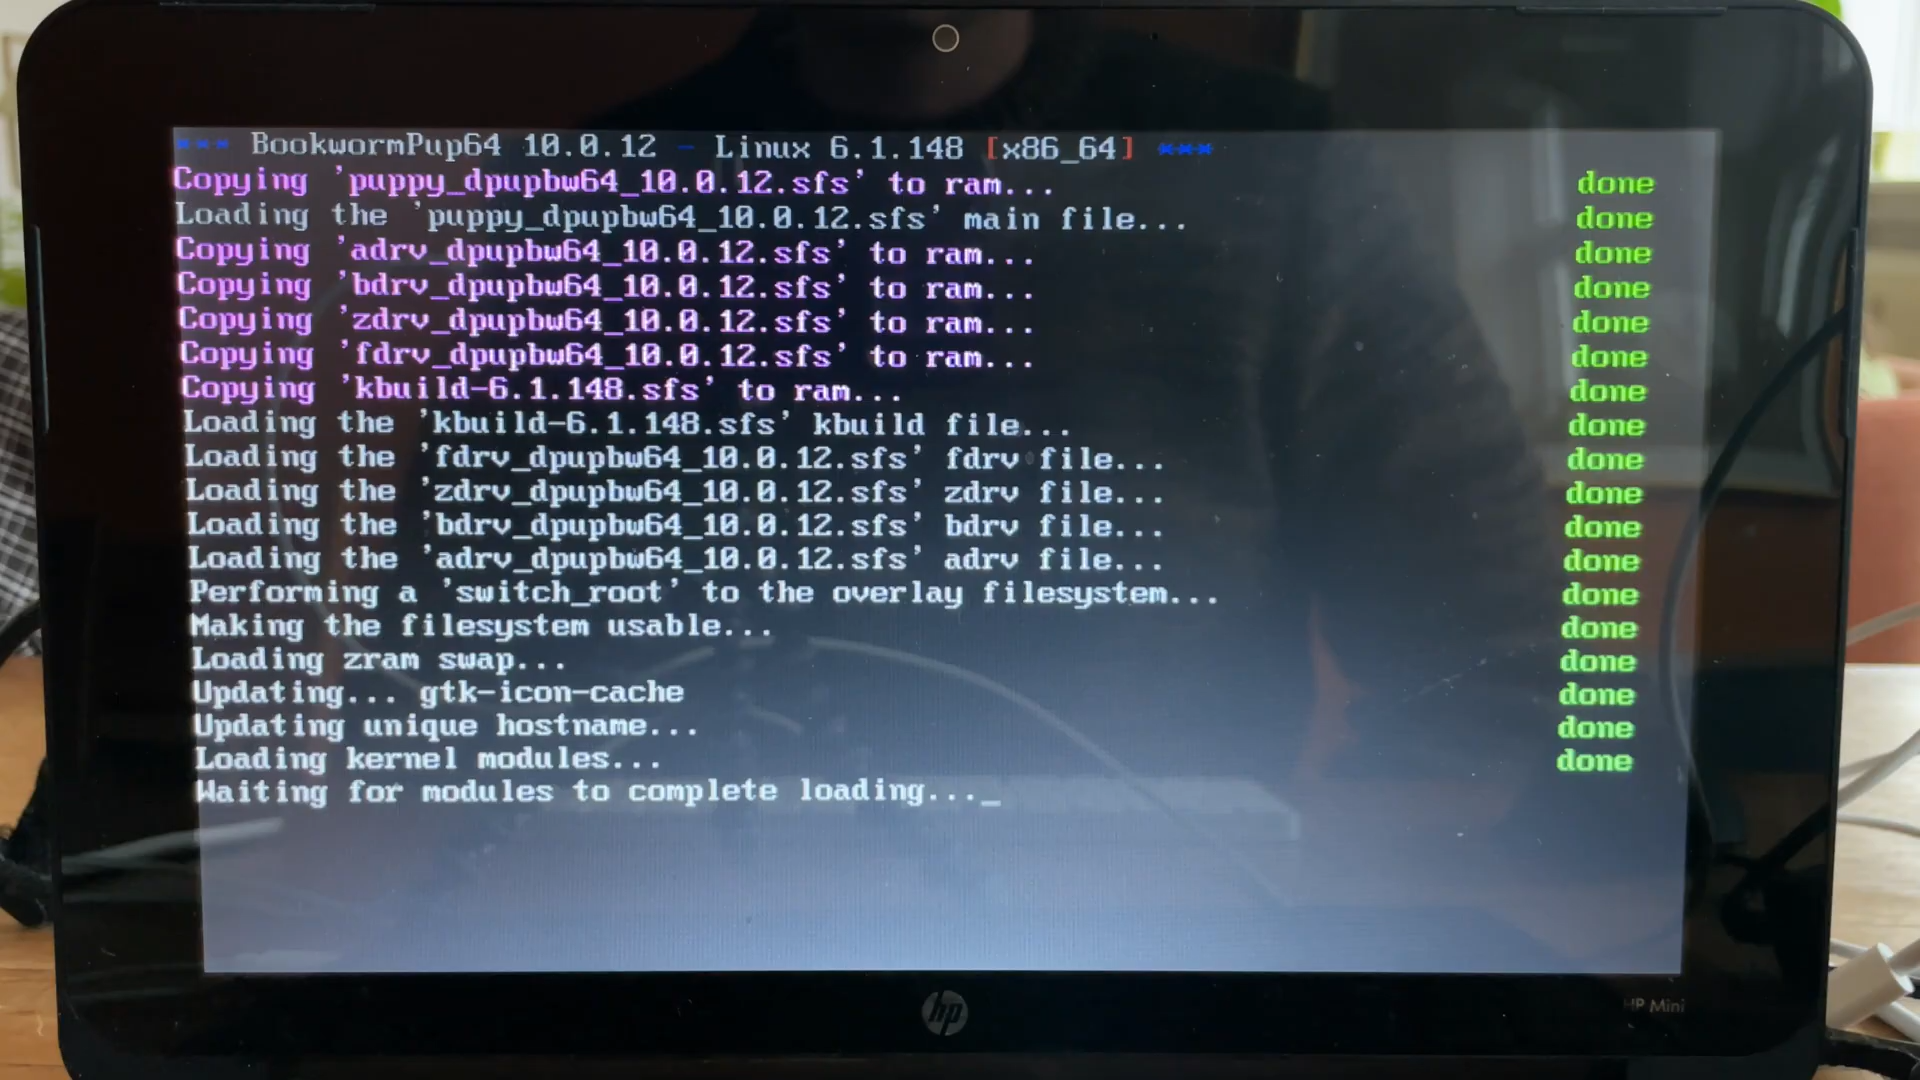 *** BookwormPup64 10.0.12 - Linux 6.1.148 [x86_64] ***
Copying 'puppy_dpupbw64_10.0.12.sfs' to ram... done
Loading the 'puppy_dpupbw64_10.0.12.sfs' main file... done
Copying 'adrv_dpupbw64_10.0.12.sfs' to ram... done
Copying 'bdrv_dpupbw64_10.0.12.sfs' to ram... done
Copying 'zdrv_dpupbw64_10.0.12.sfs' to ram... done
Copying 'fdrv_dpupbw64_10.0.12.sfs' to ram... done
Copying 'kbuild-6.1.148.sfs' to ram... done
Loading the 'kbuild-6.1.148.sfs' kbuild file... done
Loading the 'fdrv_dpupbw64_10.0.12.sfs' fdrv file... done
Loading the 'zdrv_dpupbw64_10.0.12.sfs' zdrv file... done
Loading the 'bdrv_dpupbw64_10.0.12.sfs' bdrv file... done
Loading the 'adrv_dpupbw64_10.0.12.sfs' adrv file... done
Performing a 'switch_root' to the overlay filesystem... done
Making the filesystem usable... done
Loading zram swap... done
Updating... gtk-icon-cache done
Updating unique hostname... done
Loading kernel modules... done
Waiting for modules to complete loading..._
hp
HP Mini